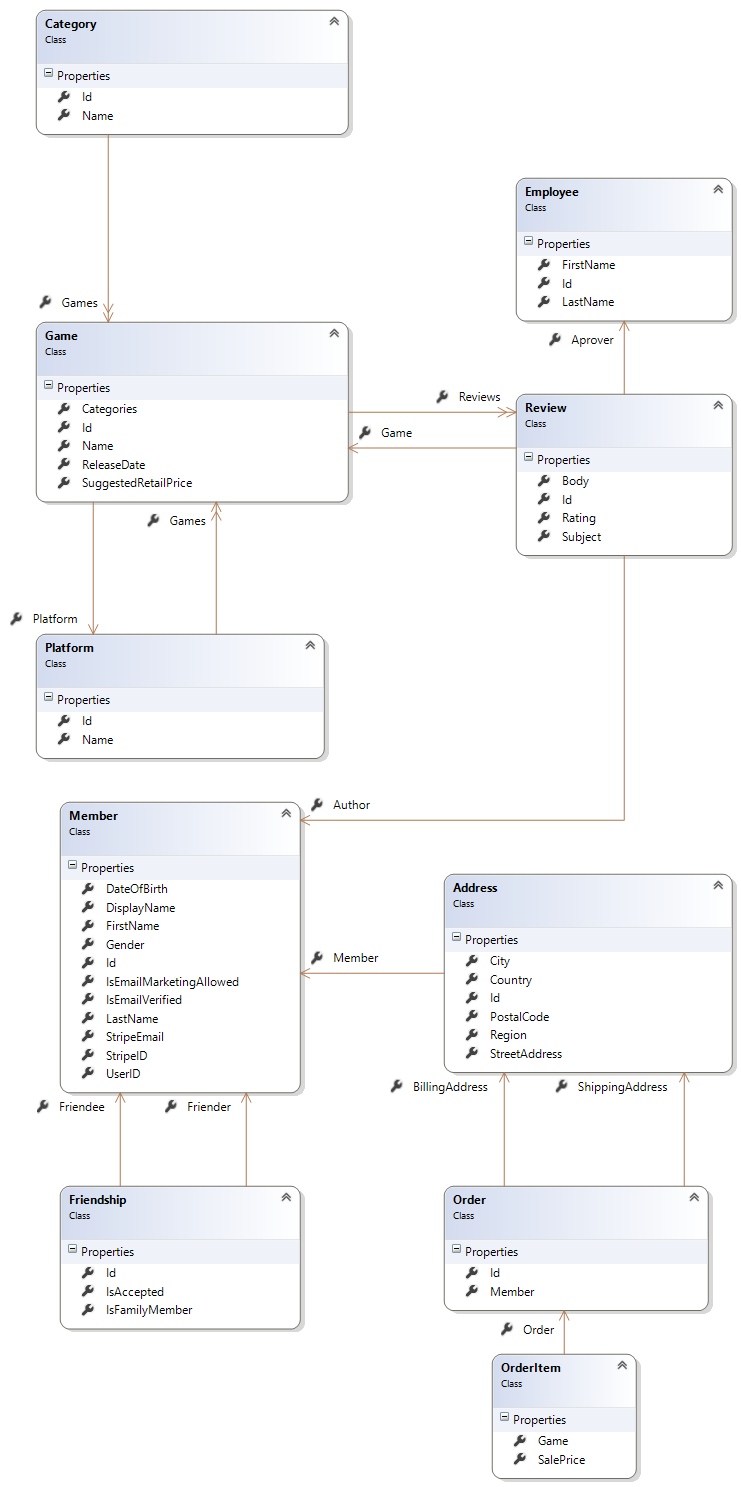 Category
Class
Properties
Id
Name
Games
Employee
Class
Properties
FirstName
Id
LastName
Aprover
Game
Class
Properties
Categories
Id
Name
ReleaseDate
SuggestedRetailPrice
Reviews
Game
Review
Class
Properties
Body
Id
Rating
Subject
Games
Platform
Platform
Class
Properties
Id
Name
Author
Member
Class
Properties
DateOfBirth
DisplayName
FirstName
Gender
Id
IsEmailMarketingAllowed
IsEmailVerified
LastName
StripeEmail
StripeID
UserID
Member
Address
Class
Properties
City
Country
Id
PostalCode
Region
StreetAddress
Friendee
Friender
BillingAddress
ShippingAddress
Friendship
Class
Properties
Id
IsAccepted
IsFamilyMember
Order
Class
Properties
Id
Member
Order
OrderItem
Class
Properties
Game
SalePrice